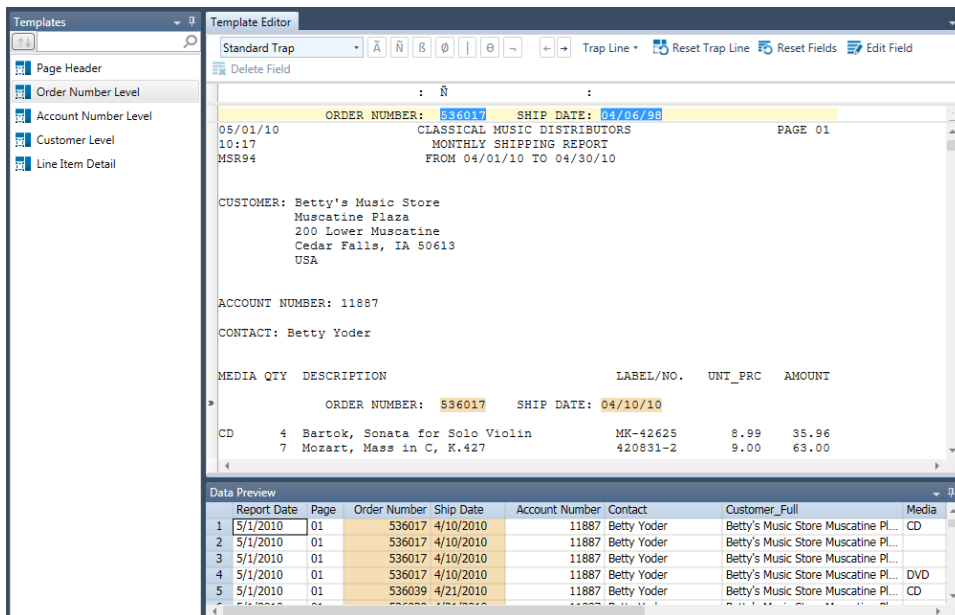 Templates
Page Header
Order Number Level
Account Number Level
Customer Level
Line Item Detail
Template Editor
Standard Trap Ã Ñ ß Ø | θ ¬ Trap Line Reset Trap Line Reset Fields Edit Field
Delete Field
: Ñ :
ORDER NUMBER: 536017 SHIP DATE: 04/06/98
05/01/10 CLASSICAL MUSIC DISTRIBUTORS PAGE 01
10:17 MONTHLY SHIPPING REPORT
MSR94 FROM 04/01/10 TO 04/30/10
CUSTOMER: Betty's Music Store
Muscatine Plaza
200 Lower Muscatine
Cedar Falls, IA 50613
USA
ACCOUNT NUMBER: 11887
CONTACT: Betty Yoder
MEDIA QTY DESCRIPTION LABEL/NO. UNT_PRC AMOUNT
ORDER NUMBER: 536017 SHIP DATE: 04/10/10
CD 4 Bartok, Sonata for Solo Violin MK-42625 8.99 35.96
7 Mozart, Mass in C, K.427 420831-2 9.00 63.00
Data Preview
Report Date Page Order Number Ship Date Account Number Contact Customer_Full Media
1 5/1/2010 01 536017 4/10/2010 11887 Betty Yoder Betty's Music Store Muscatine Pl... CD
2 5/1/2010 01 536017 4/10/2010 11887 Betty Yoder Betty's Music Store Muscatine Pl...
3 5/1/2010 01 536017 4/10/2010 11887 Betty Yoder Betty's Music Store Muscatine Pl...
4 5/1/2010 01 536017 4/10/2010 11887 Betty Yoder Betty's Music Store Muscatine Pl... DVD
5 5/1/2010 01 536039 4/21/2010 11887 Betty Yoder Betty's Music Store Muscatine Pl... CD